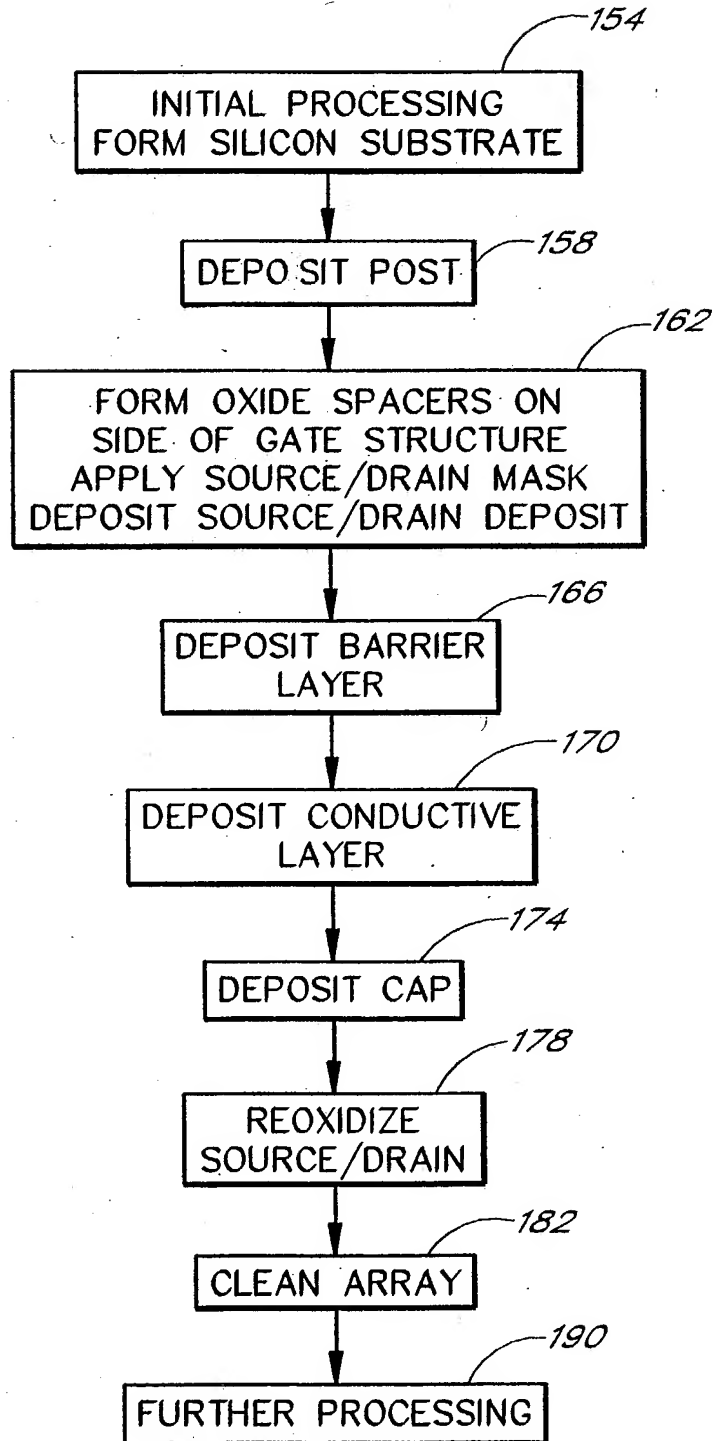 154
INITIAL PROCESSING
FORM SILICON SUBSTRATE
158
DEPOSIT POST
162
FORM OXIDE SPACERS ON
SIDE OF GATE STRUCTURE
APPLY SOURCE/DRAIN MASK
DEPOSIT SOURCE/DRAIN DEPOSIT
166
DEPOSIT BARRIER
LAYER
170
DEPOSIT CONDUCTIVE
LAYER
174
DEPOSIT CAP
178
REOXIDIZE
SOURCE/DRAIN
182
CLEAN ARRAY
190
FURTHER PROCESSING